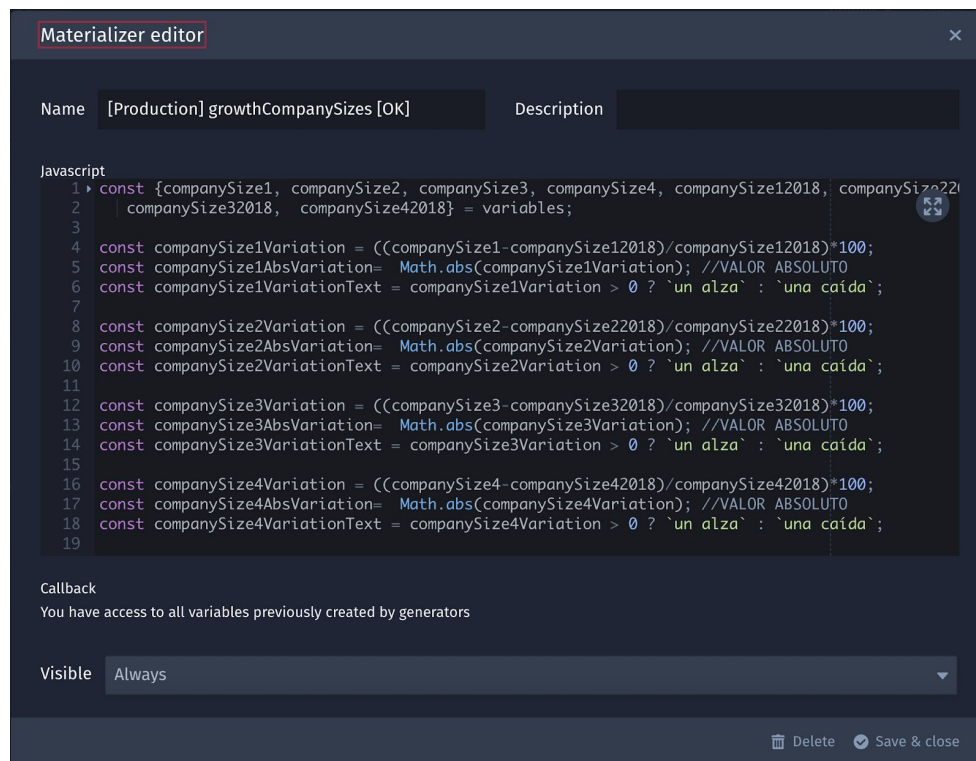 Materializer editor
Name [Production] growthCompanySizes [OK] Description
Javascript
1 const {companySize1, companySize2, companySize3, companySize4, companySize12018, companySize220
2 companySize32018, companySize42018} = variables;
3
4 const companySize1Variation = ((companySize1-companySize12018)/companySize12018)*100;
5 const companySize1AbsVariation= Math.abs(companySize1Variation); //VALOR ABSOLUTO
6 const companySize1VariationText = companySize1Variation > 0 ? `un alza` : `una caída`;
7
8 const companySize2Variation = ((companySize2-companySize22018)/companySize22018)*100;
9 const companySize2AbsVariation= Math.abs(companySize2Variation); //VALOR ABSOLUTO
10 const companySize2VariationText = companySize2Variation > 0 ? `un alza` : `una caída`;
11
12 const companySize3Variation = ((companySize3-companySize32018)/companySize32018)*100;
13 const companySize3AbsVariation= Math.abs(companySize3Variation); //VALOR ABSOLUTO
14 const companySize3VariationText = companySize3Variation > 0 ? `un alza` : `una caída`;
15
16 const companySize4Variation = ((companySize4-companySize42018)/companySize42018)*100;
17 const companySize4AbsVariation= Math.abs(companySize4Variation); //VALOR ABSOLUTO
18 const companySize4VariationText = companySize4Variation > 0 ? `un alza` : `una caída`;
19
Callback
You have access to all variables previously created by generators
Visible Always
Delete Save & close